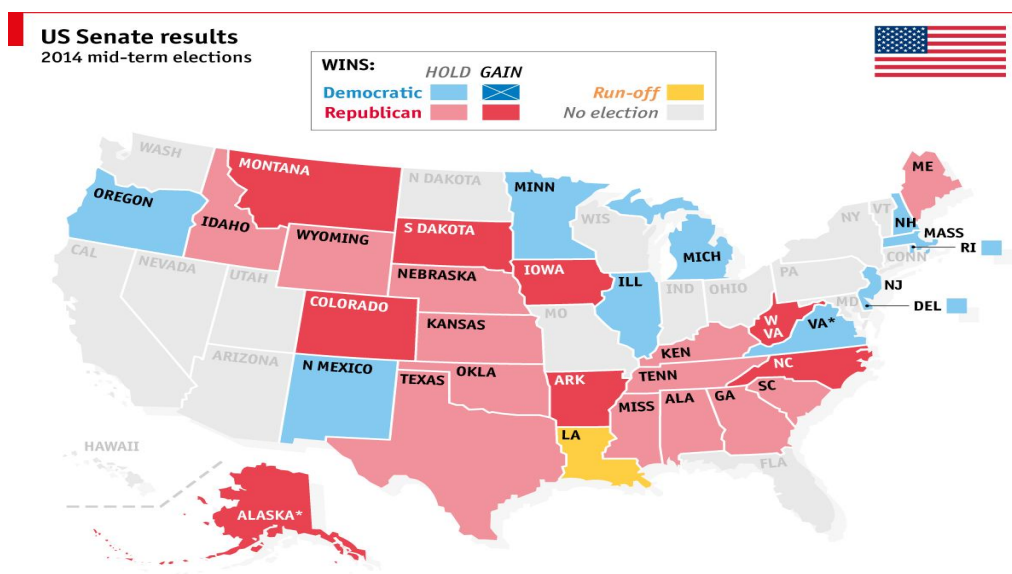 US Senate results
2014 mid-term elections
WINS:
HOLD GAIN
Democratic
Run-off
Republican
No election
WASH
MONTANA
N DAKOTA
MINN
ME
OREGON
IDAHO
WYOMING
S DAKOTA
WIS
NY
VT
NH
MASS
RI
CAL
NEVADA
UTAH
NEBRASKA
IOWA
MICH
CONN
PA
NJ
COLORADO
ILL
IND
OHIO
MD
DEL
KANSAS
MO
W
VA
VA*
ARIZONA
N MEXICO
TEXAS
OKLA
ARK
KEN
TENN
NC
SC
MISS
ALA
GA
LA
HAWAII
FLA
ALASKA*